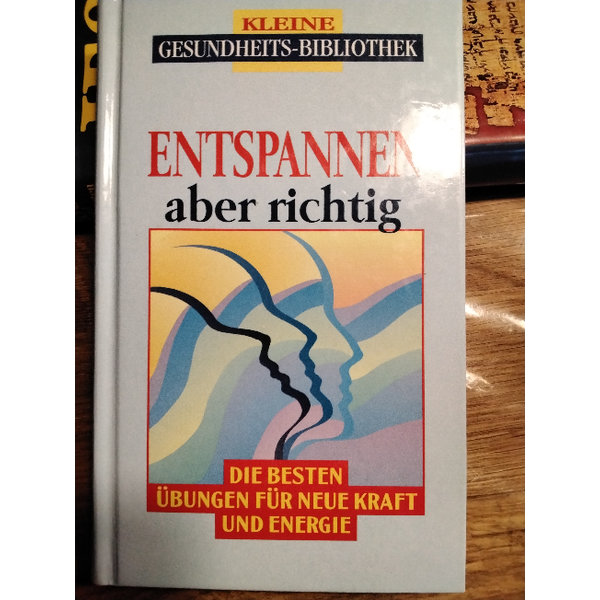 KLEINE
GESUNDHEITS-BIBLIOTHEK
ENTSPANNEN
aber richtig
DIE BESTEN
ÜBUNGEN FÜR NEUE KRAFT
UND ENERGIE